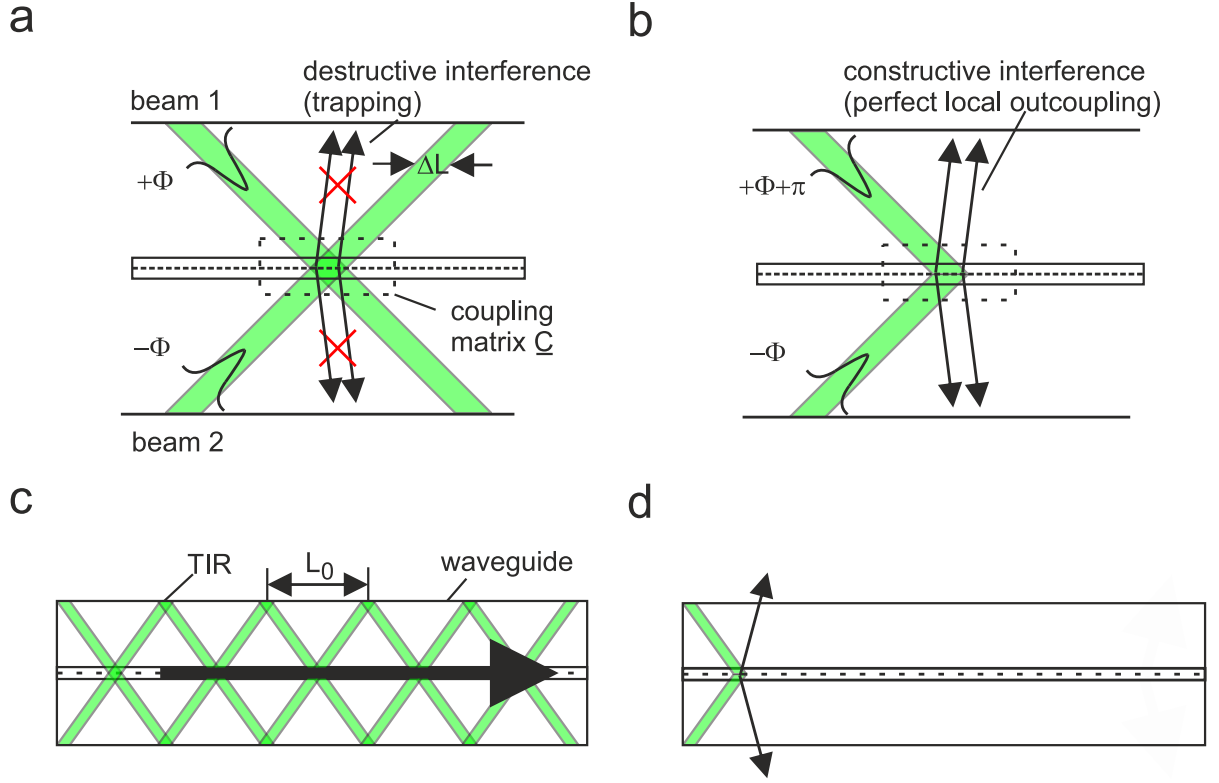 a
destructive interference
(trapping)
beam 1
ΔL
+Φ
−Φ
coupling
matrix C
beam 2
b
constructive interference
(perfect local outcoupling)
+Φ+π
−Φ
c
TIR
L0
waveguide
d